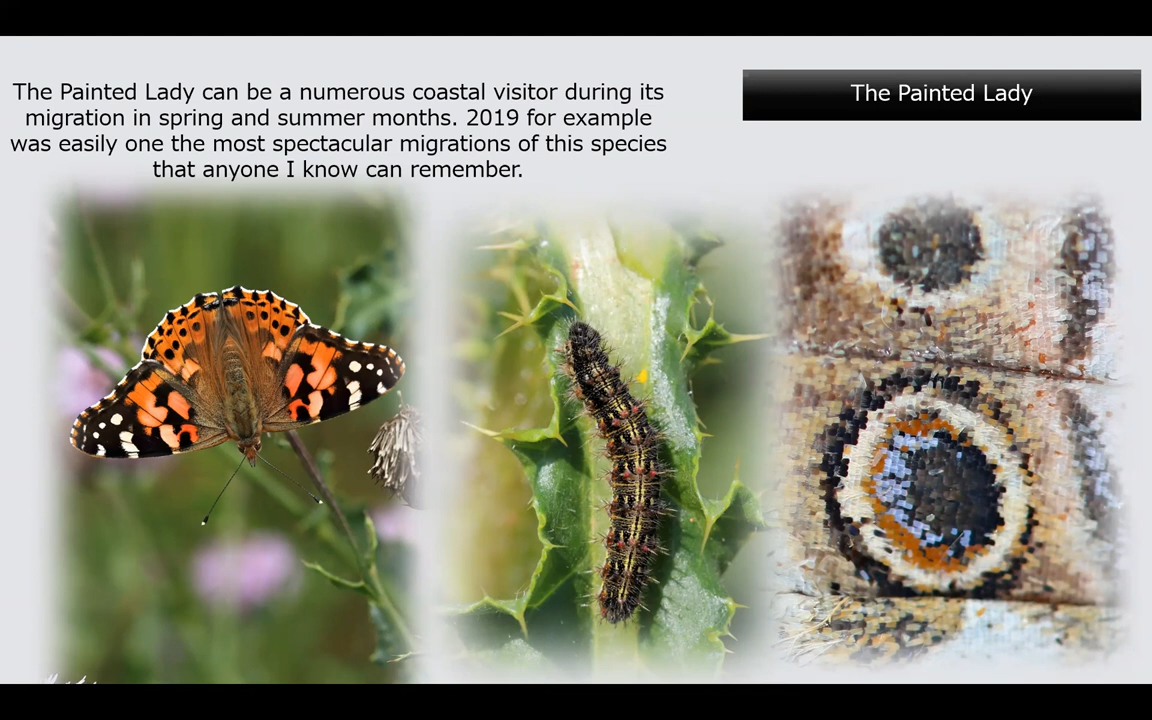 The Painted Lady can be a numerous coastal visitor during its
migration in spring and summer months. 2019 for example
was easily one the most spectacular migrations of this species
that anyone I know can remember.
The Painted Lady